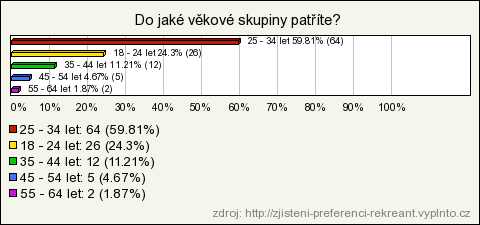 Do jaké věkové skupiny patříte?
25 - 34 let 59.81% (64)
18 - 24 let 24.3% (26)
35 - 44 let 11.21% (12)
45 - 54 let 4.67% (5)
55 - 64 let 1.87% (2)
0% 10% 20% 30% 40% 50% 60% 70% 80% 90% 100%
25 - 34 let: 64 (59.81%)
18 - 24 let: 26 (24.3%)
35 - 44 let: 12 (11.21%)
45 - 54 let: 5 (4.67%)
55 - 64 let: 2 (1.87%)
zdroj: http://zjisteni-preferenci-rekreant.vyplnto.cz